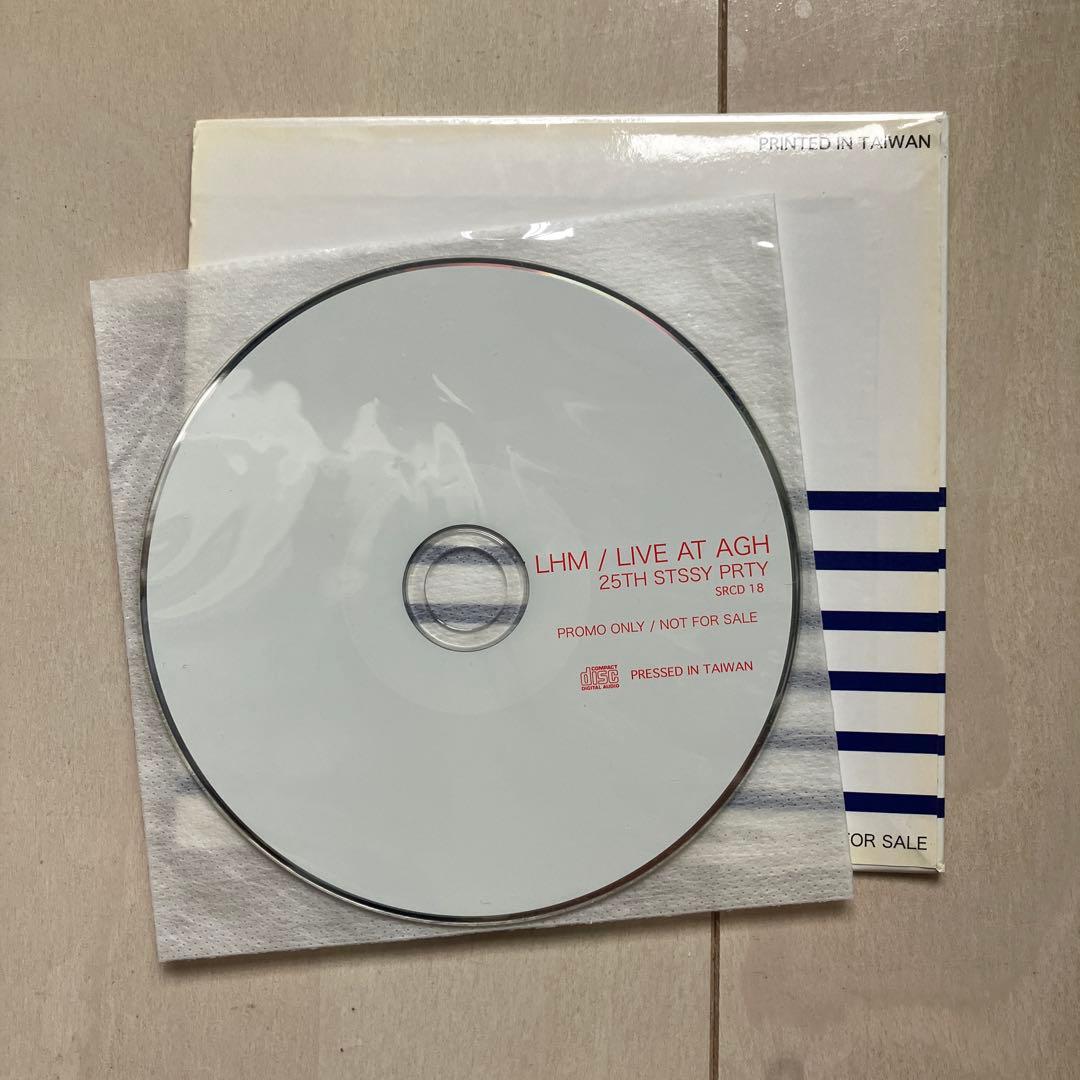 PRINTED IN TAIWAN
LHM / LIVE AT AGH
25TH STSSY PRTY
SRCD 18
PROMO ONLY / NOT FOR SALE
COMPACT
disc
DIGITAL AUDIO
PRESSED IN TAIWAN
FOR SALE